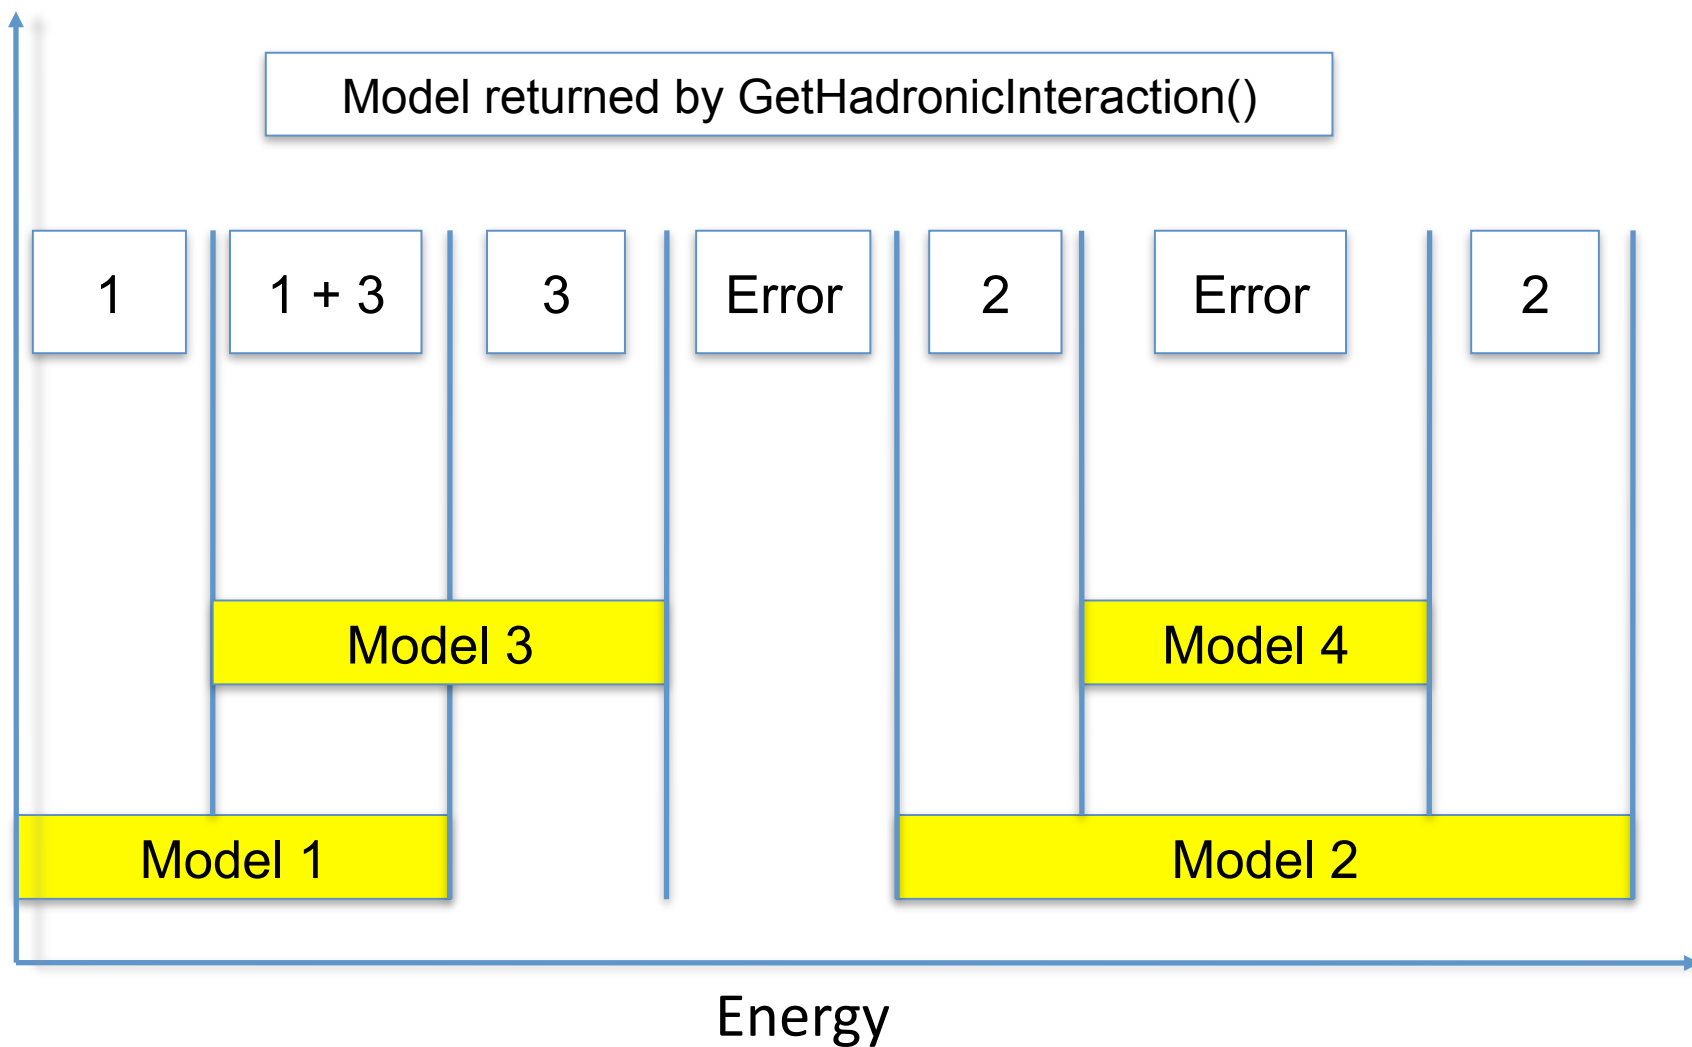 Model returned by GetHadronicInteraction()
1
1 + 3
3
Error
2
Error
2
Model 3
Model 4
Model 1
Model 2
Energy